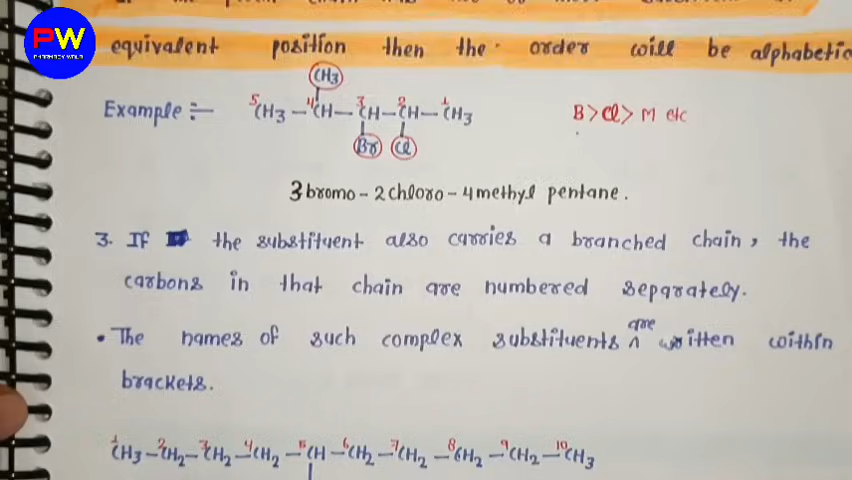 PW
PHARMACY WALA
equivalent position then the order will be alphabetic
CH3
Example :- 5CH3 - 4CH - 3CH - 2CH - 1CH3 B > Cl > M etc
Br Cl
3 bromo - 2 chloro - 4 methyl pentane.
3. If the substituent also carries a branched chain, the
carbons in that chain are numbered separately.
• The names of such complex substituents are written within
brackets.
1CH3 - 2CH2 - 3CH2 - 4CH2 - 5CH - 6CH2 - 7CH2 - 8CH2 - 9CH2 - 10CH3